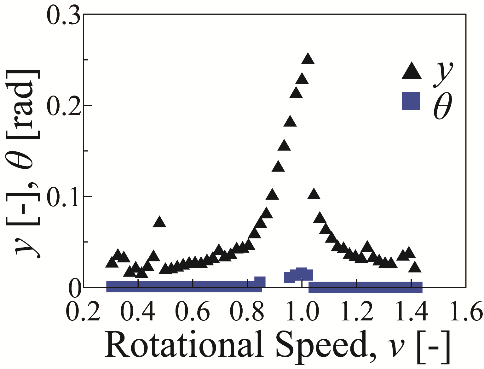 0.3
0.2
0.1
0
y [-], θ [rad]
y
θ
0.2 0.4 0.6 0.8 1.0 1.2 1.4 1.6
Rotational Speed, ν [-]